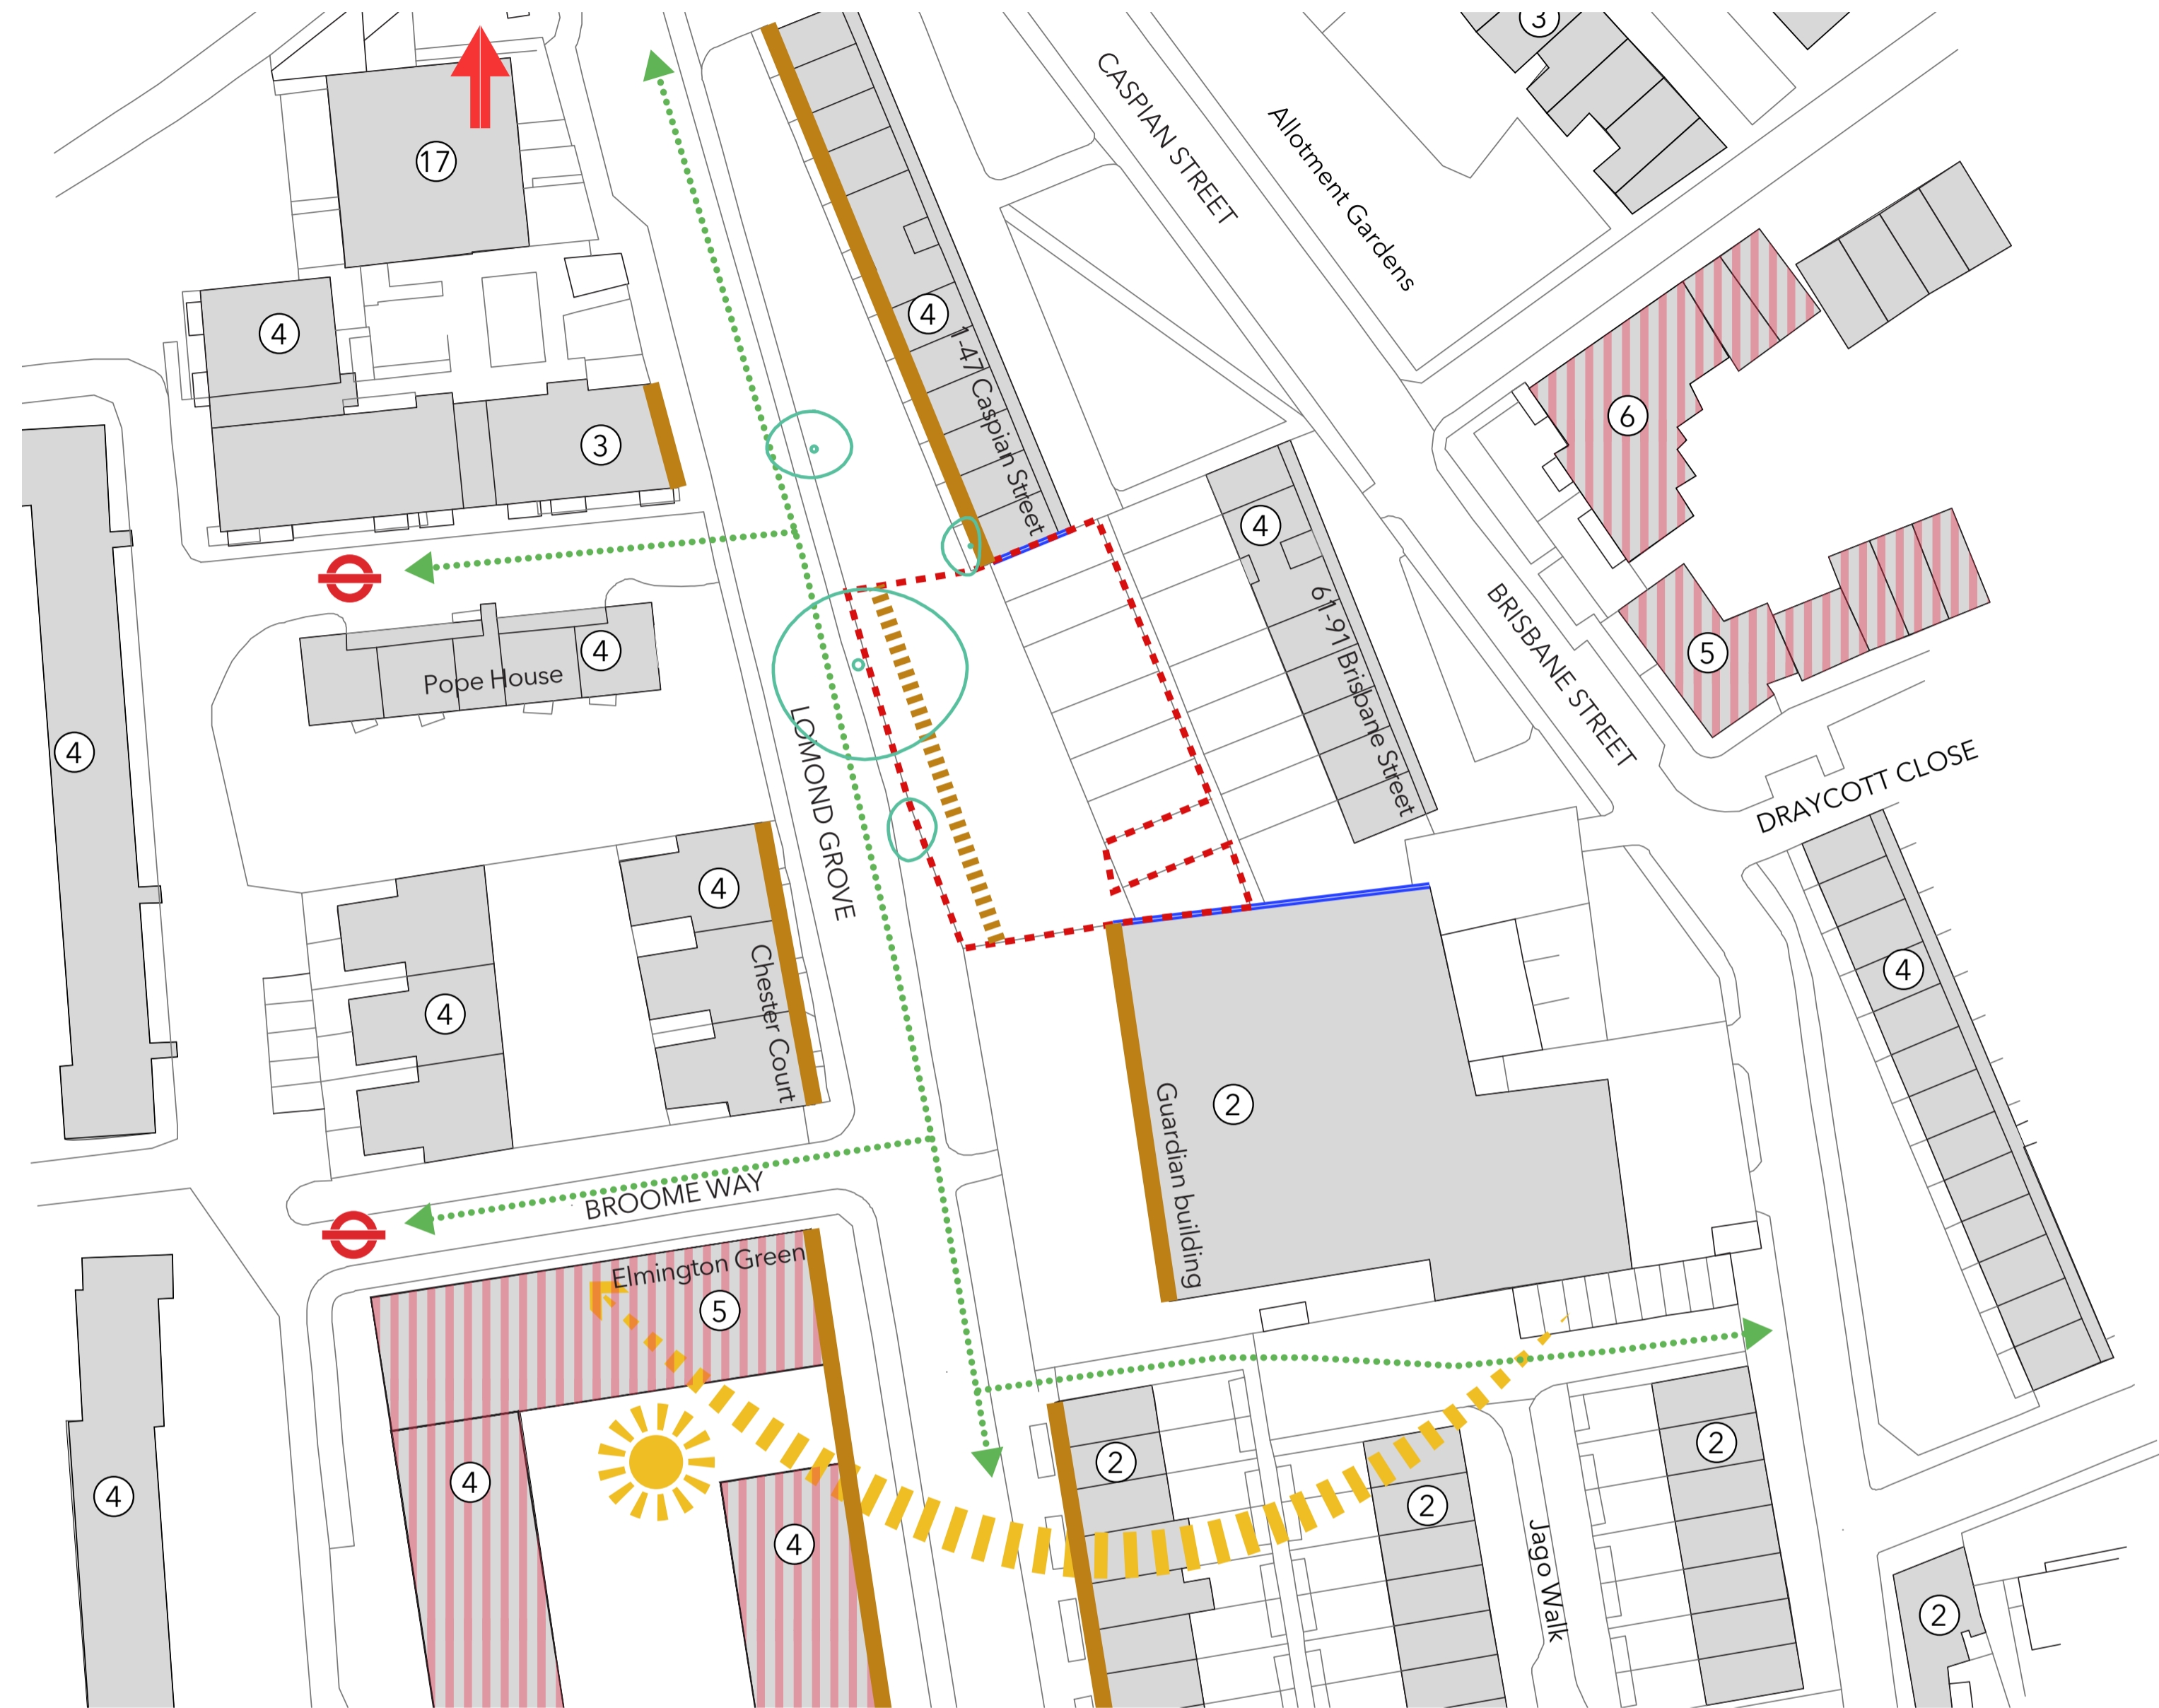 3
CASPIAN STREET
Allotment Gardens
17
4
4
1-47 Caspian Street
3
6
4
61-91 Brisbane Street
BRISBANE STREET
4
Pope House
5
4
LOMOND GROVE
DRAYCOTT CLOSE
4
Chester Court
4
4
2
Guardian building
BROOME WAY
Elmington Green
5
4
4
4
2
2
2
Jago Walk
2